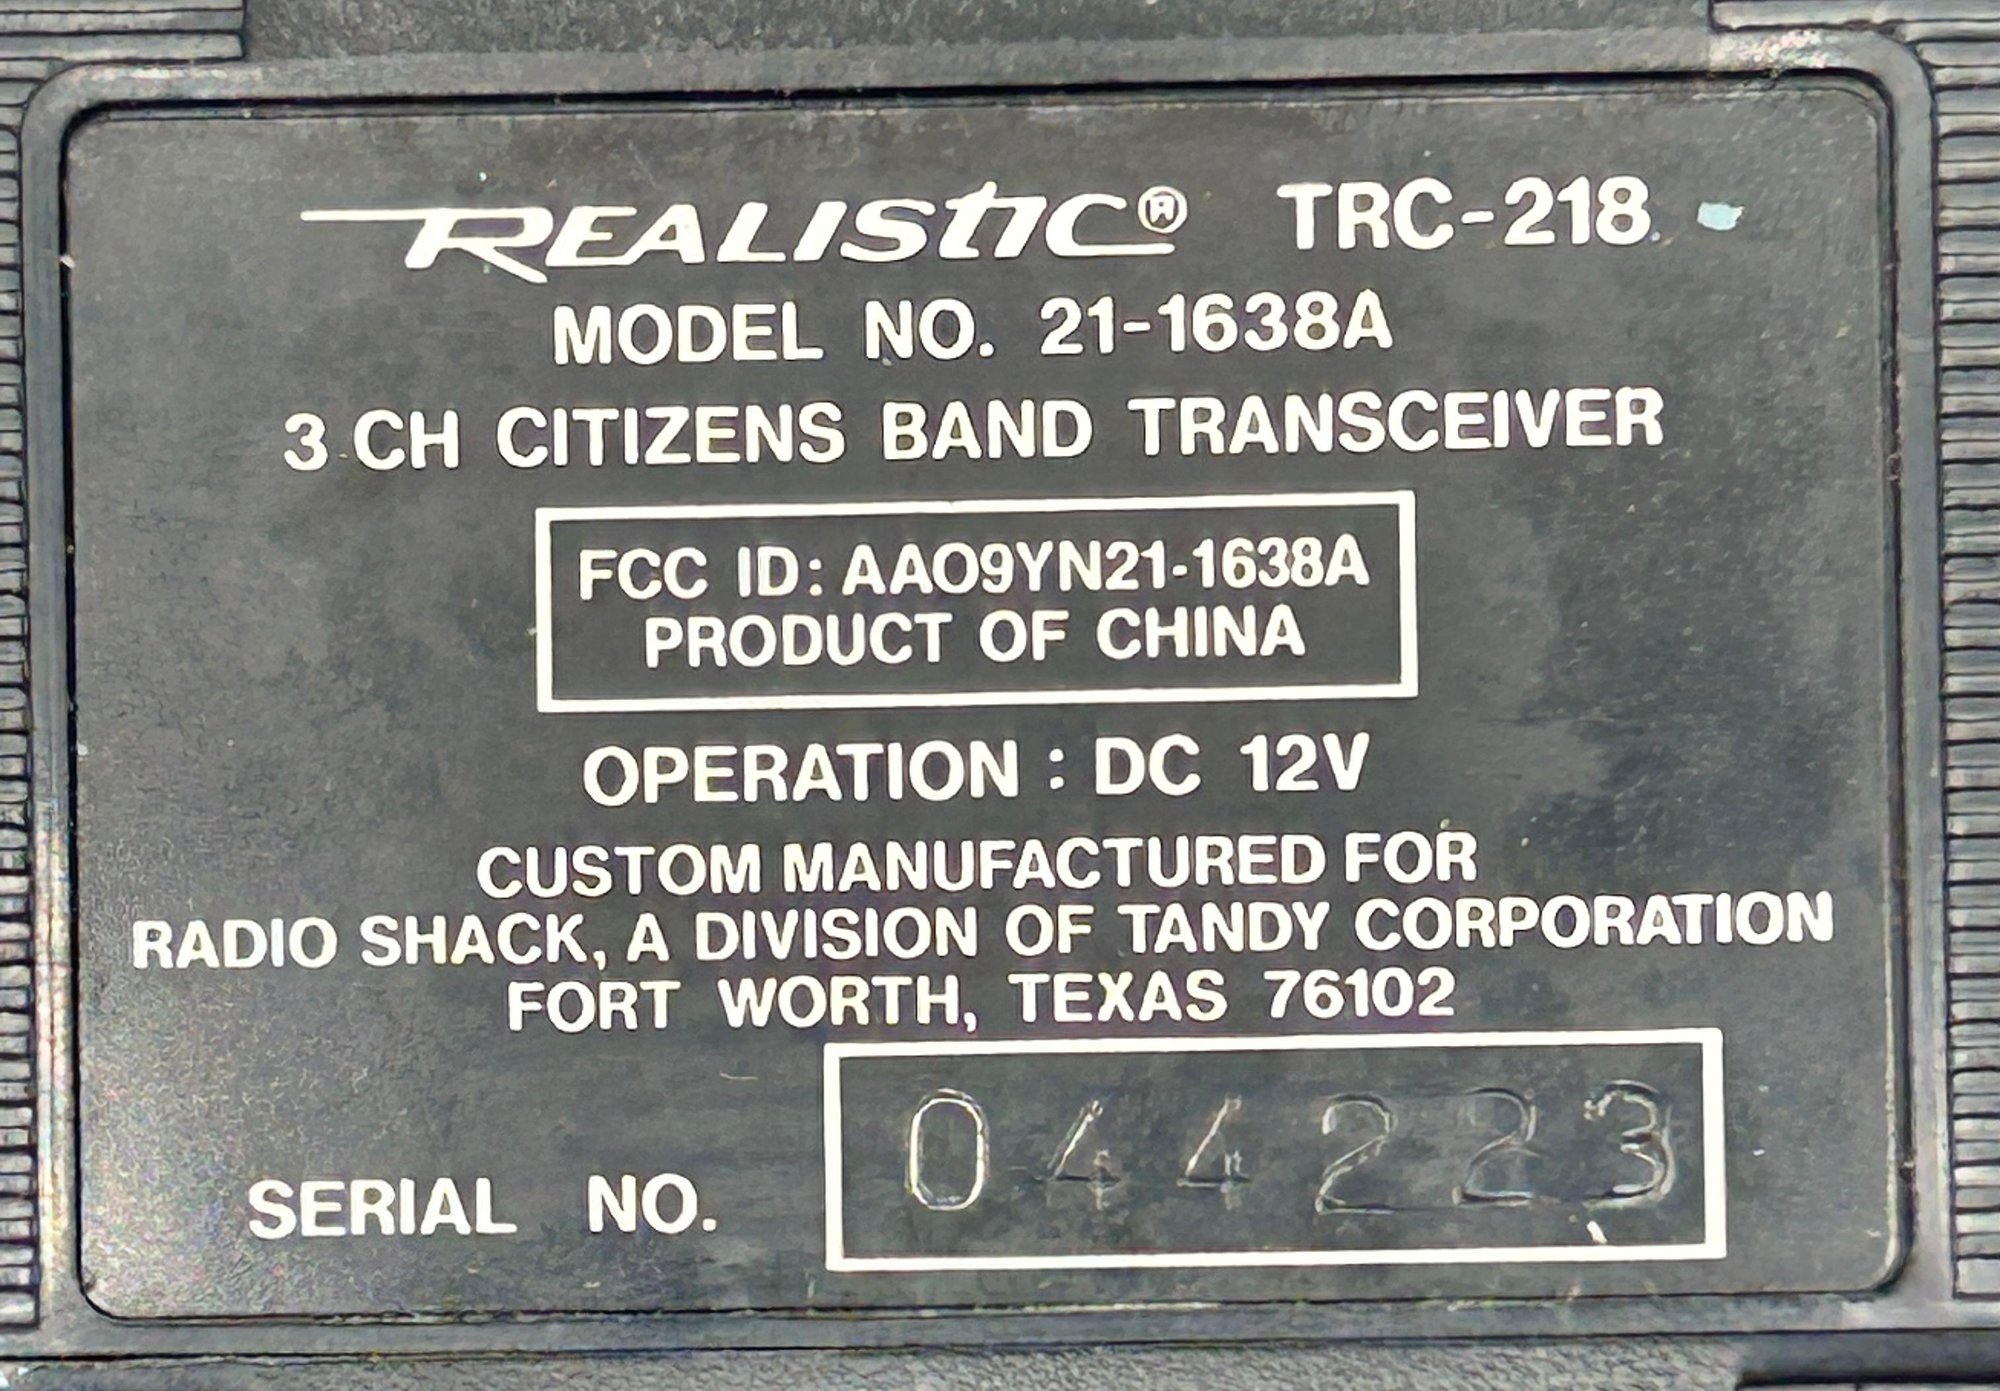 REALISTIC® TRC-218
MODEL NO. 21-1638A
3 CH CITIZENS BAND TRANSCEIVER
FCC ID: AAO9YN21-1638A
PRODUCT OF CHINA
OPERATION : DC 12V
CUSTOM MANUFACTURED FOR
RADIO SHACK, A DIVISION OF TANDY CORPORATION
FORT WORTH, TEXAS 76102
SERIAL NO. 044223